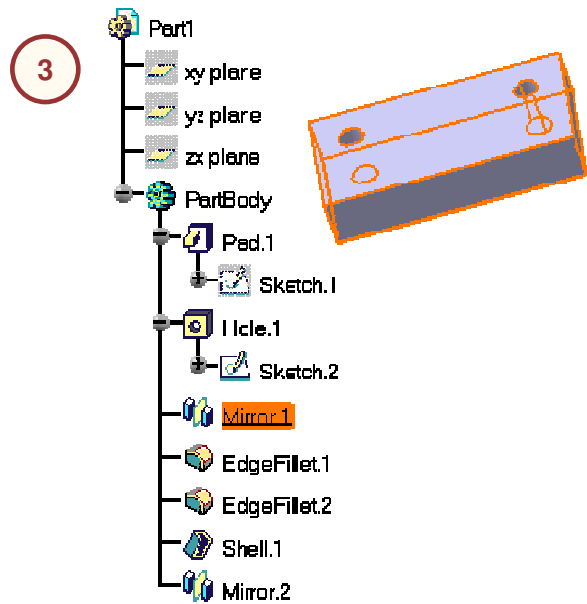 3
Part1
xy plane
yz plane
zx plane
PartBody
Pad.1
Sketch.1
Hole.1
Sketch.2
Mirror.1
EdgeFillet.1
EdgeFillet.2
Shell.1
Mirror.2